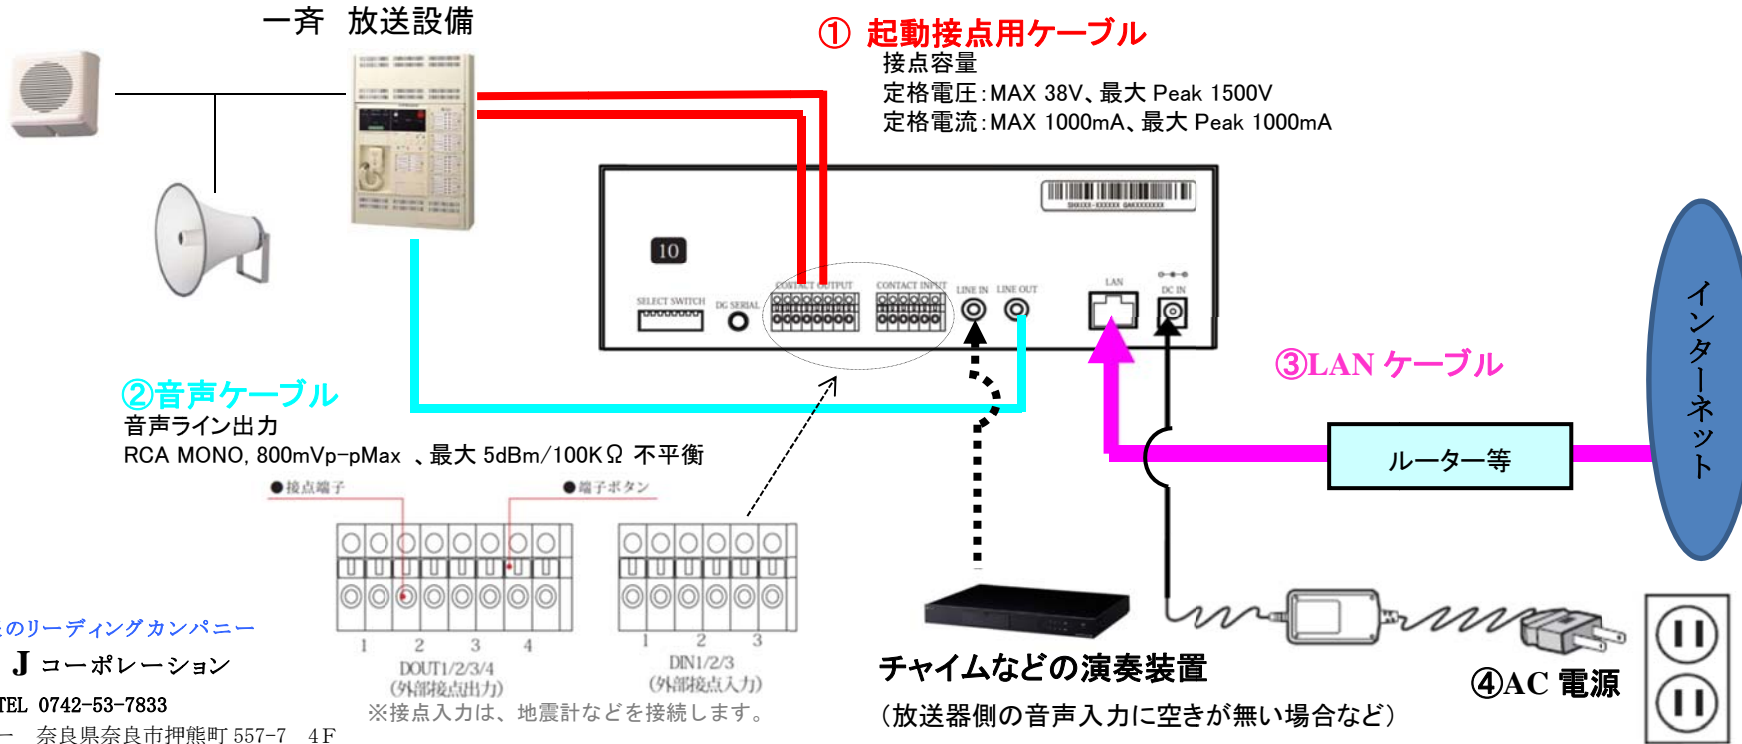 一斉 放送設備
① 起動接点用ケーブル
接点容量
定格電圧：MAX 38V、最大 Peak 1500V
定格電流：MAX 1000mA、最大 Peak 1000mA
10
SELECT SWITCH
DG SERIAL
CONTACT OUTPUT
CONTACT INPUT
LINE IN
LINE OUT
LAN
DC IN
インターネット
②音声ケーブル
音声ライン出力
RCA MONO, 800mVp-pMax 、最大 5dBm/100KΩ 不平衡
③LAN ケーブル
ルーター等
●接点端子
●端子ボタン
1 2 3 4
DOUT1/2/3/4
(外部接点出力)
1 2 3
DIN1/2/3
(外部接点入力)
※接点入力は、地震計などを接続します。
チャイムなどの演奏装置
（放送器側の音声入力に空きが無い場合など）
④AC 電源
のリーディングカンパニー
J コーポレーション
TEL 0742-53-7833
ー 奈良県奈良市押熊町 557-7 4F